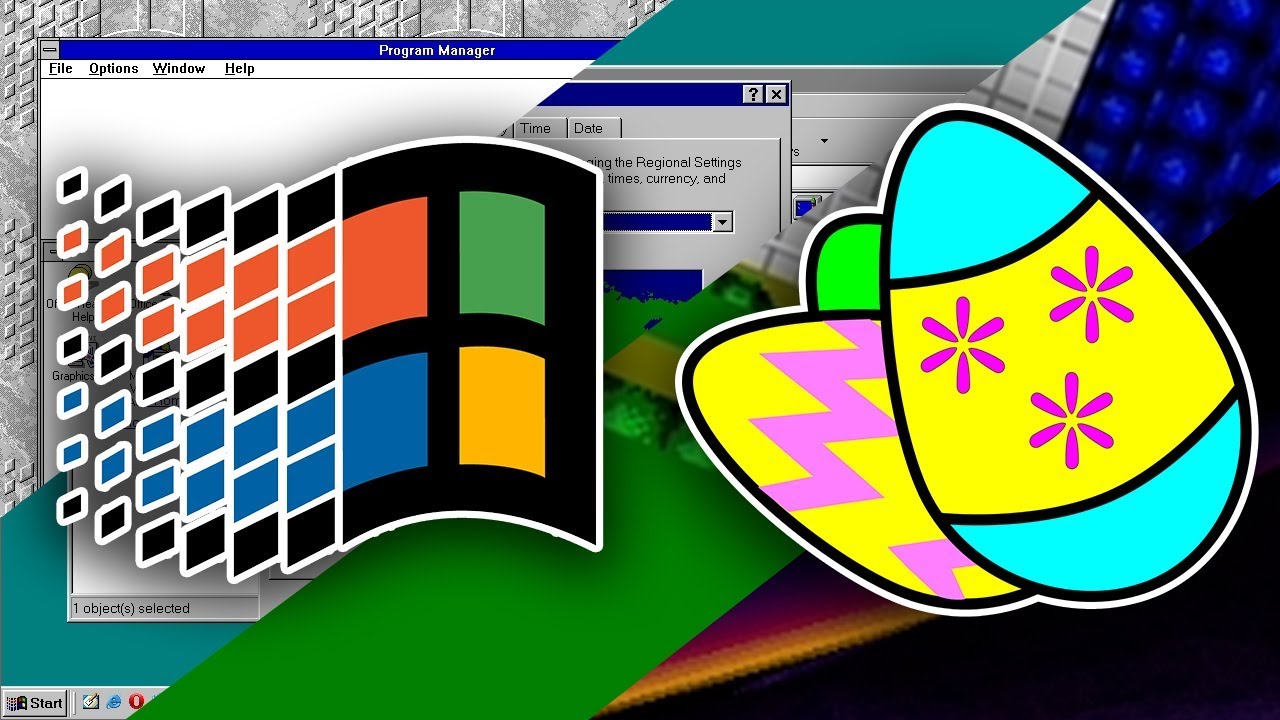 Program Manager
File Options Window Help
Time Date
ging the Regional Settings
times, currency, and
Help
Graphics
1 object(s) selected
Start